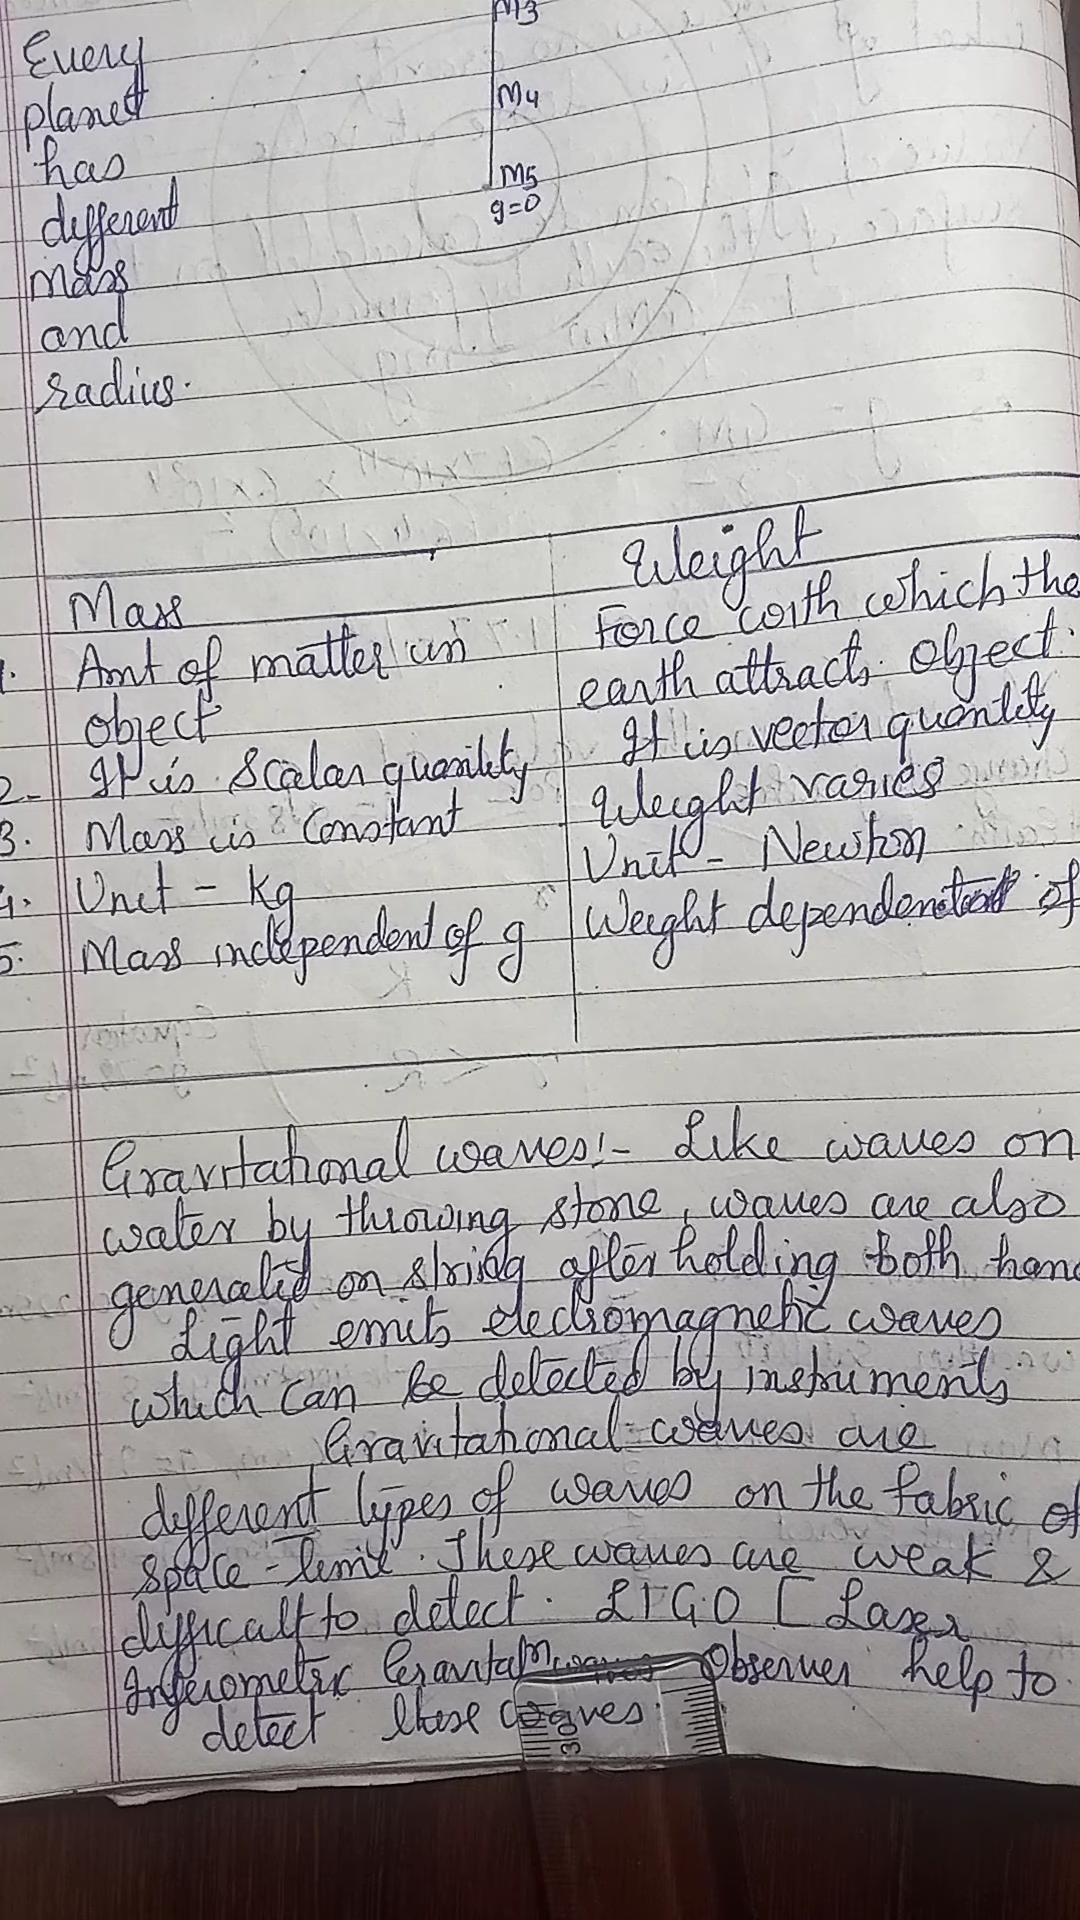 Every
planet
has
different
mass
and
radius.
M3
M4
M5
g=0
Mass
Weight
1. Amt of matter in
object
Force with which the
earth attracts object.
2. It is Scalar quantity
It is vector quantity
3. Mass is Constant
Weight varies
4. Unit - kg
Unit - Newton
5. Mass independent of g
Weight dependent of
Gravitational waves:- Like waves on
water by throwing stone, waves are also
generated on string after holding both han
Light emits electromagnetic waves
which can be detected by instruments
Gravitational waves are
different types of waves on the fabric of
space-time. These waves are weak &
difficult to detect. LIGO [Laser
Gravitatn waves Observer help to
detect these waves.